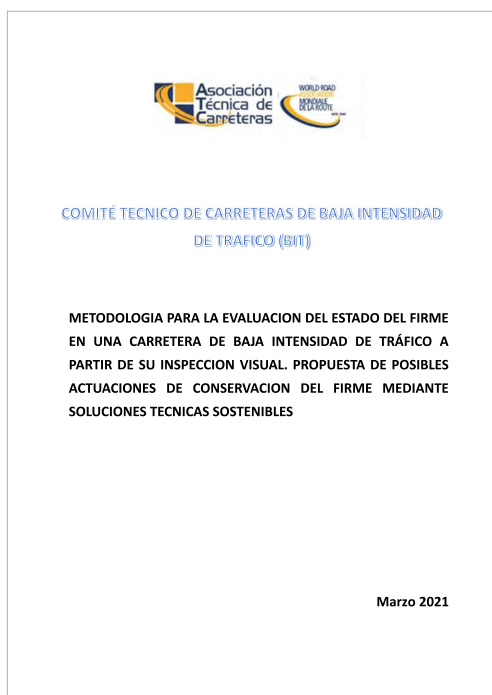 Asociación
Técnica de
Carreteras
WORLD ROAD
ASSOCIATION
MONDIALE
DE LA ROUTE
COMITÉ TECNICO DE CARRETERAS DE BAJA INTENSIDAD
DE TRAFICO (BIT)
METODOLOGIA PARA LA EVALUACION DEL ESTADO DEL FIRME
EN UNA CARRETERA DE BAJA INTENSIDAD DE TRÁFICO A
PARTIR DE SU INSPECCION VISUAL. PROPUESTA DE POSIBLES
ACTUACIONES DE CONSERVACION DEL FIRME MEDIANTE
SOLUCIONES TECNICAS SOSTENIBLES
Marzo 2021